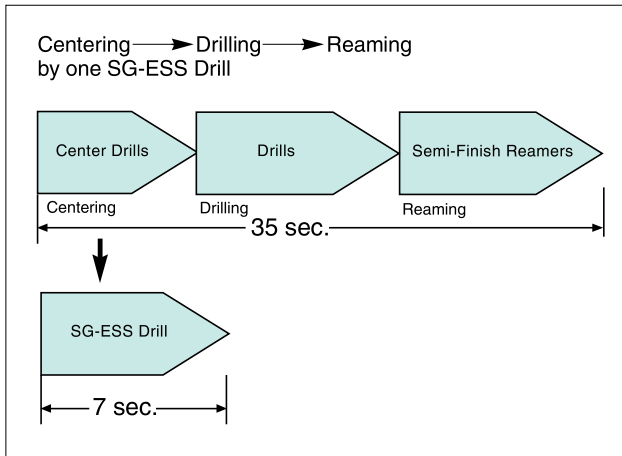 Centering → Drilling → Reaming
by one SG-ESS Drill
Center Drills
Drills
Semi-Finish Reamers
Centering
Drilling
Reaming
35 sec.
SG-ESS Drill
7 sec.